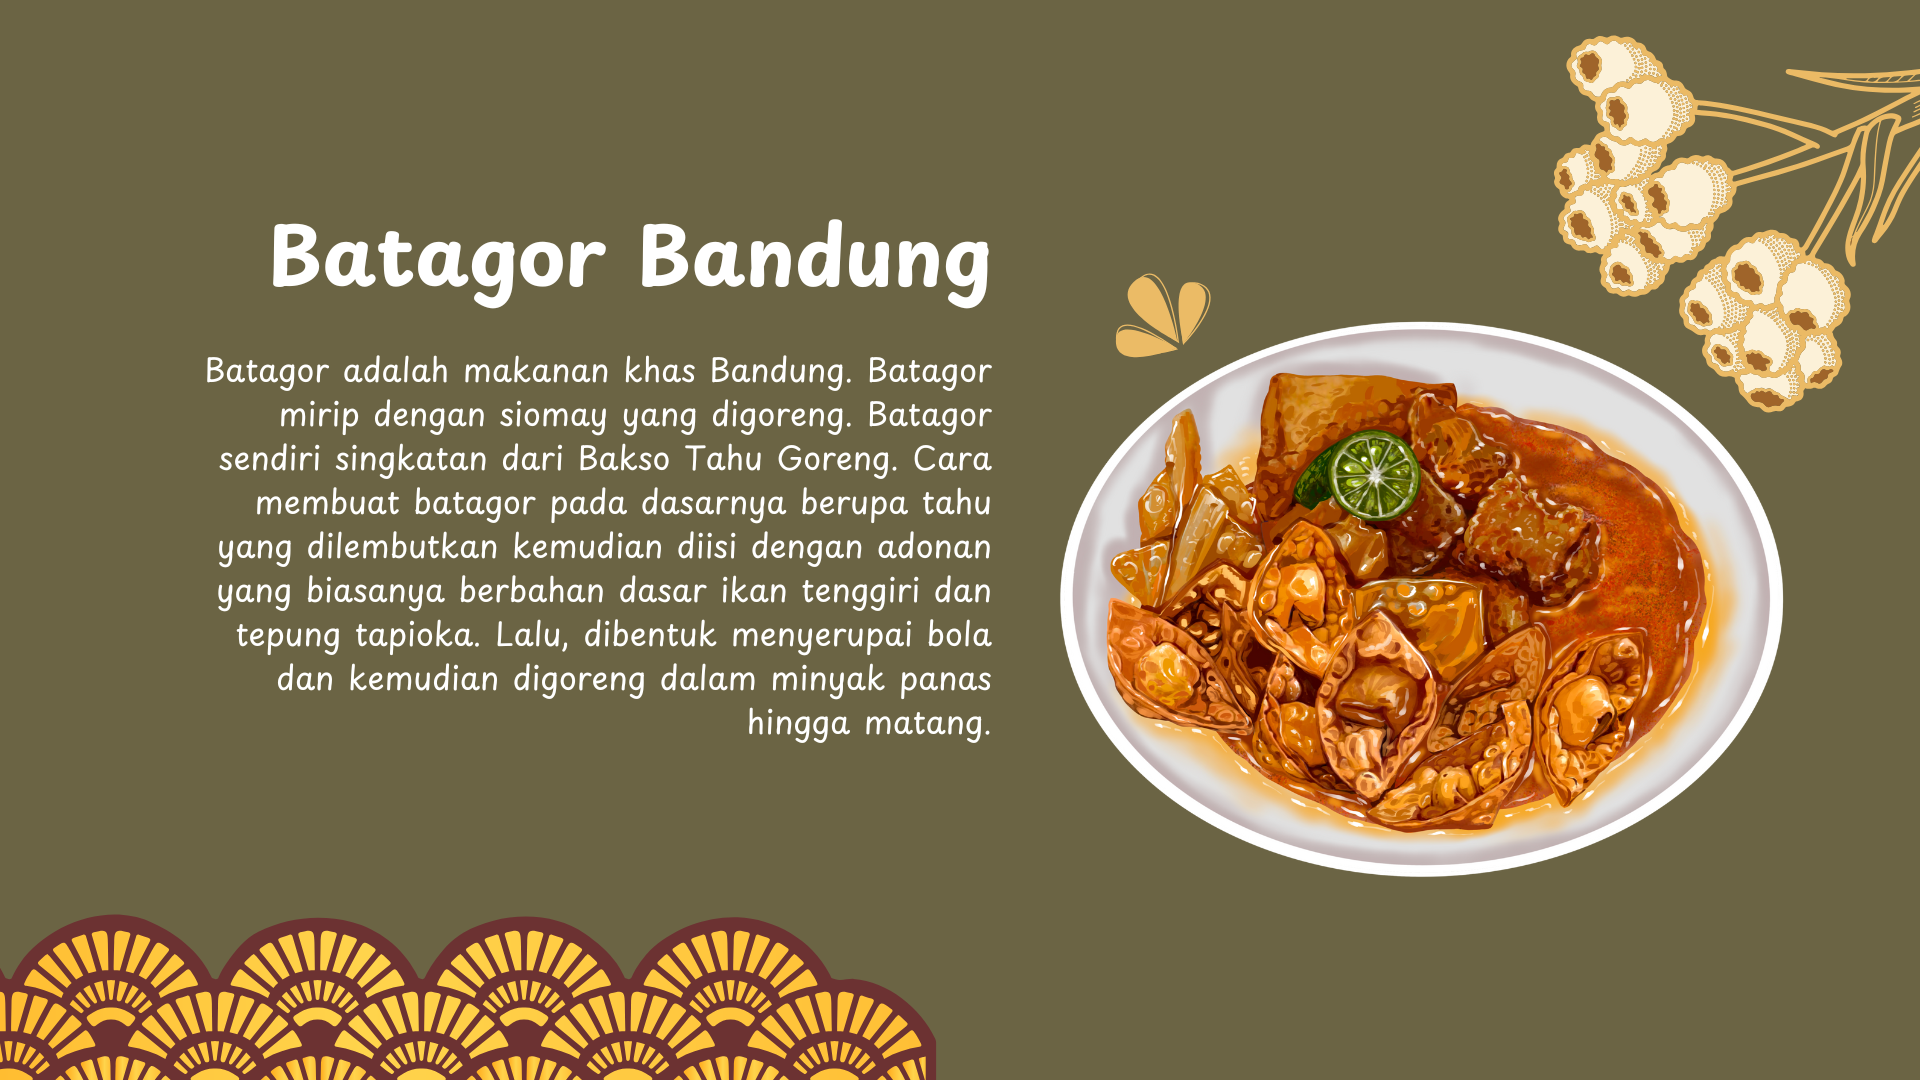 Batagor Bandung
Batagor adalah makanan khas Bandung. Batagor
mirip dengan siomay yang digoreng. Batagor
sendiri singkatan dari Bakso Tahu Goreng. Cara
membuat batagor pada dasarnya berupa tahu
yang dilembutkan kemudian diisi dengan adonan
yang biasanya berbahan dasar ikan tenggiri dan
tepung tapioka. Lalu, dibentuk menyerupai bola
dan kemudian digoreng dalam minyak panas
hingga matang.